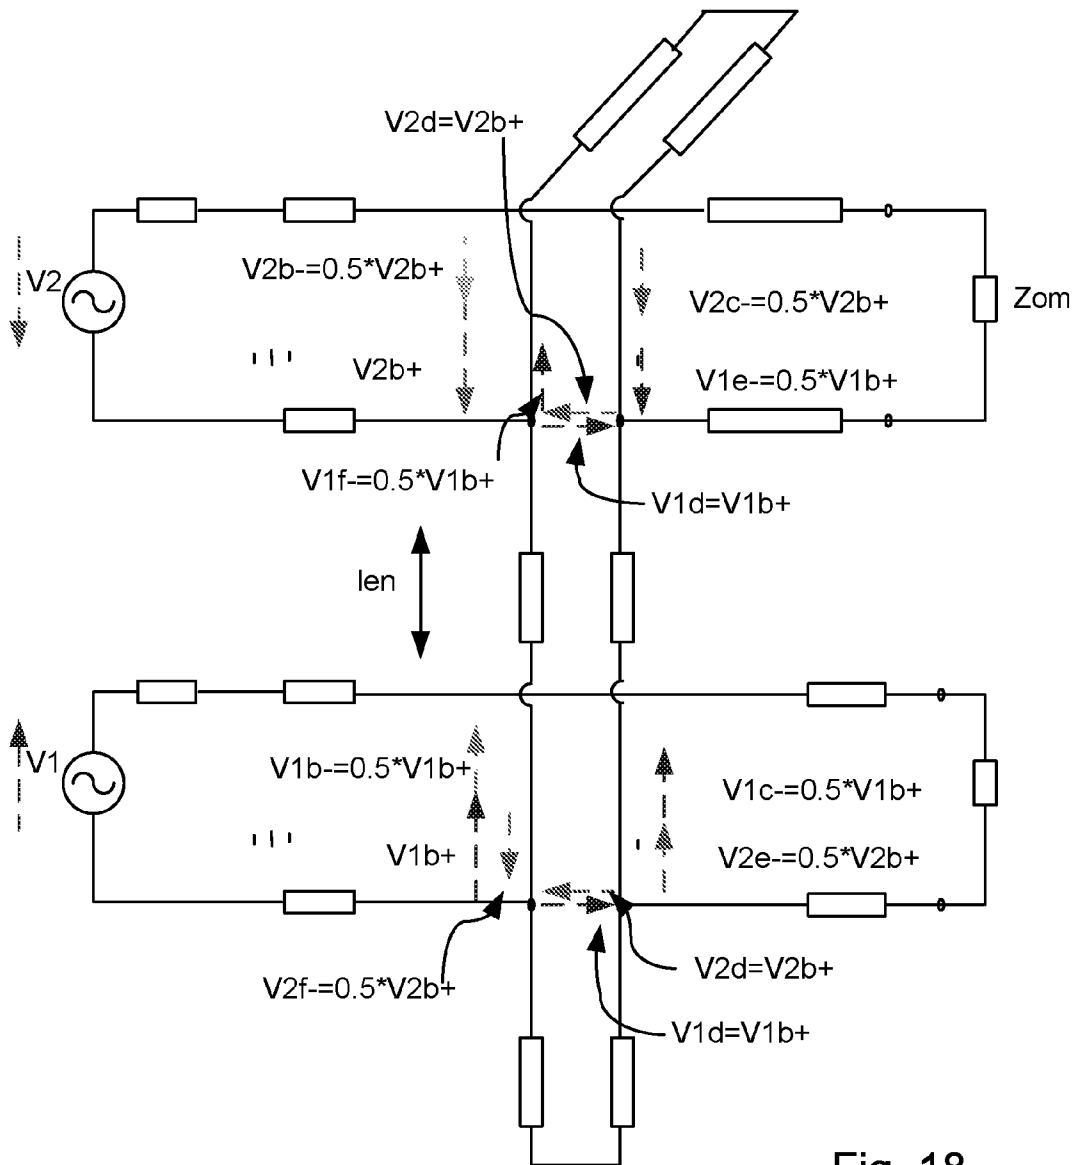 V2d=V2b+
V2b-=0.5*V2b+
V2
V2c-=0.5*V2b+
Zom
V2b+
V1e-=0.5*V1b+
V1f-=0.5*V1b+
V1d=V1b+
len
V1b-=0.5*V1b+
V1
V1c-=0.5*V1b+
V1b+
V2e-=0.5*V2b+
V2f-=0.5*V2b+
V2d=V2b+
V1d=V1b+
Fig. 18